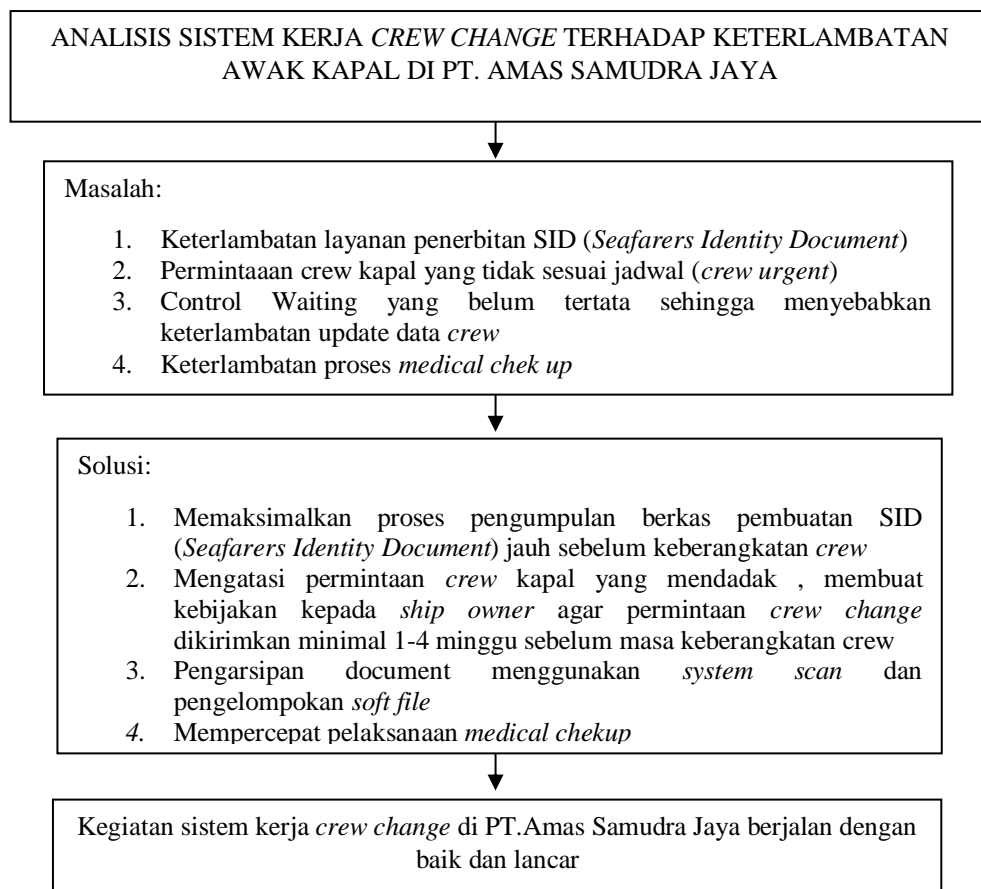 ANALISIS SISTEM KERJA CREW CHANGE TERHADAP KETERLAMBATAN
AWAK KAPAL DI PT. AMAS SAMUDRA JAYA
Masalah:
1. Keterlambatan layanan penerbitan SID (Seafarers Identity Document)
2. Permintaaan crew kapal yang tidak sesuai jadwal (crew urgent)
3. Control Waiting yang belum tertata sehingga menyebabkan
keterlambatan update data crew
4. Keterlambatan proses medical chek up
Solusi:
1. Memaksimalkan proses pengumpulan berkas pembuatan SID
(Seafarers Identity Document) jauh sebelum keberangkatan crew
2. Mengatasi permintaan crew kapal yang mendadak , membuat
kebijakan kepada ship owner agar permintaan crew change
dikirimkan minimal 1-4 minggu sebelum masa keberangkatan crew
3. Pengarsipan document menggunakan system scan dan
pengelompokan soft file
4. Mempercepat pelaksanaan medical chekup
Kegiatan sistem kerja crew change di PT.Amas Samudra Jaya berjalan dengan
baik dan lancar